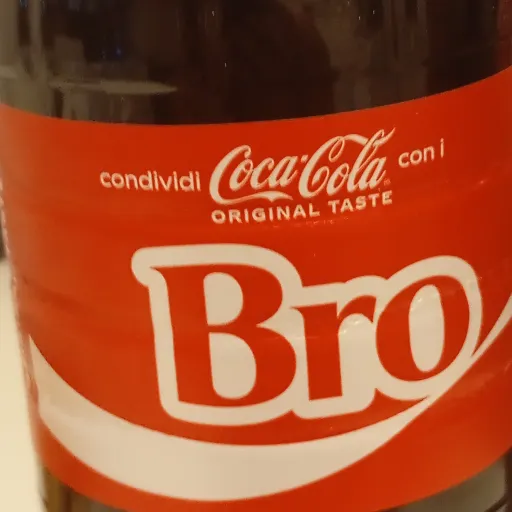 condividi Coca-Cola con i
ORIGINAL TASTE
Bro